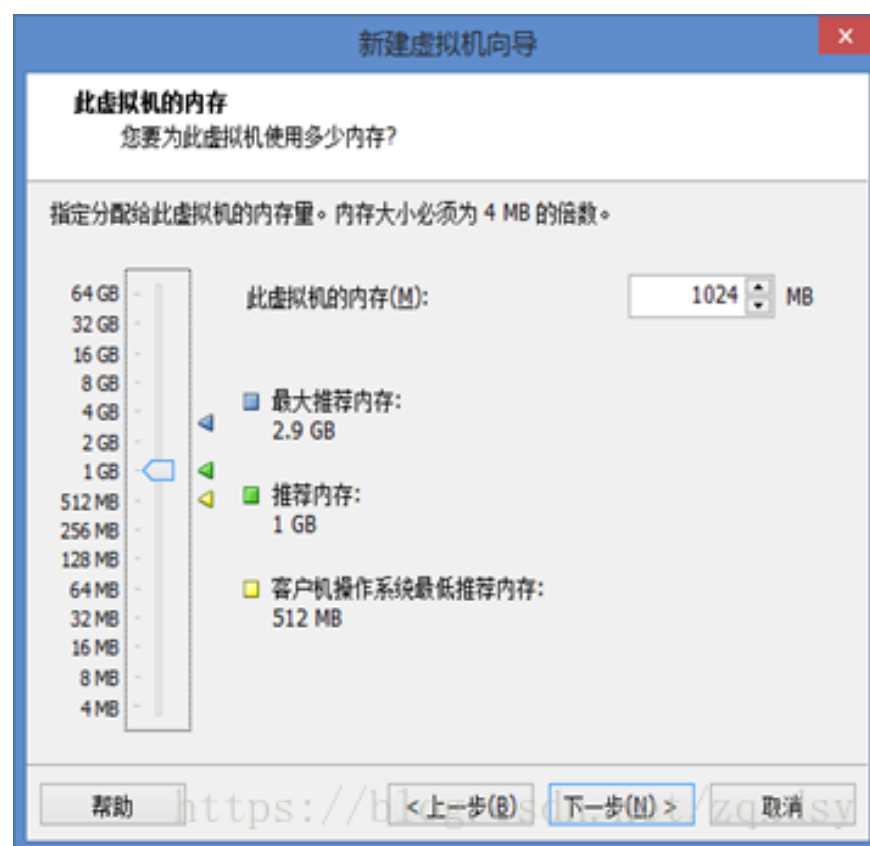 新建虚拟机向导
此虚拟机的内存
您要为此虚拟机使用多少内存?
指定分配给此虚拟机的内存量。内存大小必须为 4 MB 的倍数。
64 GB
32 GB
16 GB
8 GB
4 GB
2 GB
1 GB
512 MB
256 MB
128 MB
64 MB
32 MB
16 MB
8 MB
4 MB
此虚拟机的内存(M): 1024 MB
最大推荐内存:
2.9 GB
推荐内存:
1 GB
客户机操作系统最低推荐内存:
512 MB
帮助 < 上一步(B) 下一步(N) > 取消